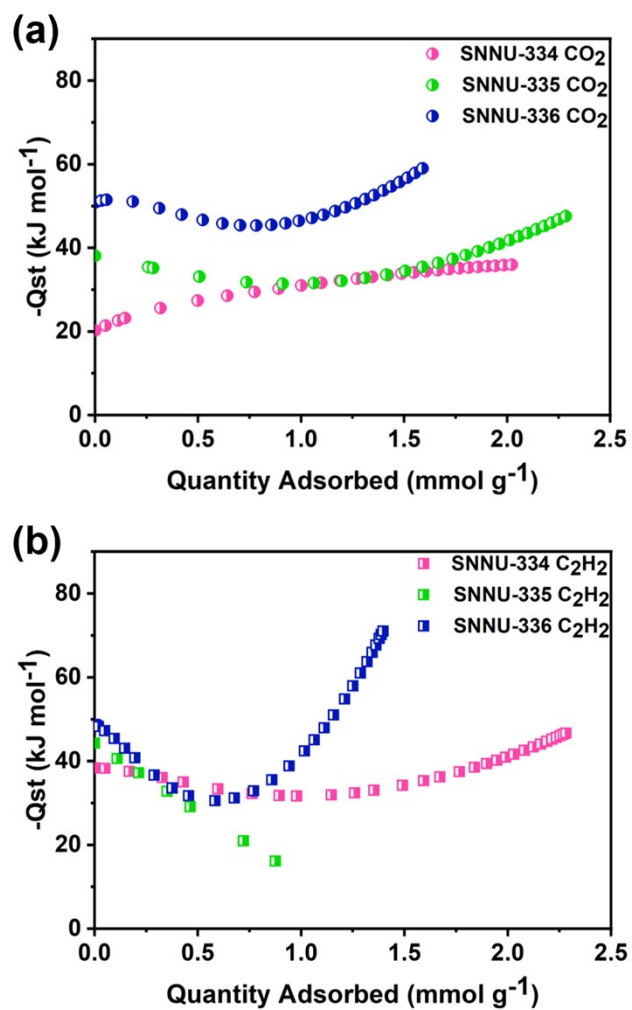 (a)
SNNU-334 CO2
SNNU-335 CO2
SNNU-336 CO2
80
60
40
20
0
-Qst (kJ mol-1)
0.0 0.5 1.0 1.5 2.0 2.5
Quantity Adsorbed (mmol g-1)
(b)
SNNU-334 C2H2
SNNU-335 C2H2
SNNU-336 C2H2
80
60
40
20
0
-Qst (kJ mol-1)
0.0 0.5 1.0 1.5 2.0 2.5
Quantity Adsorbed (mmol g-1)